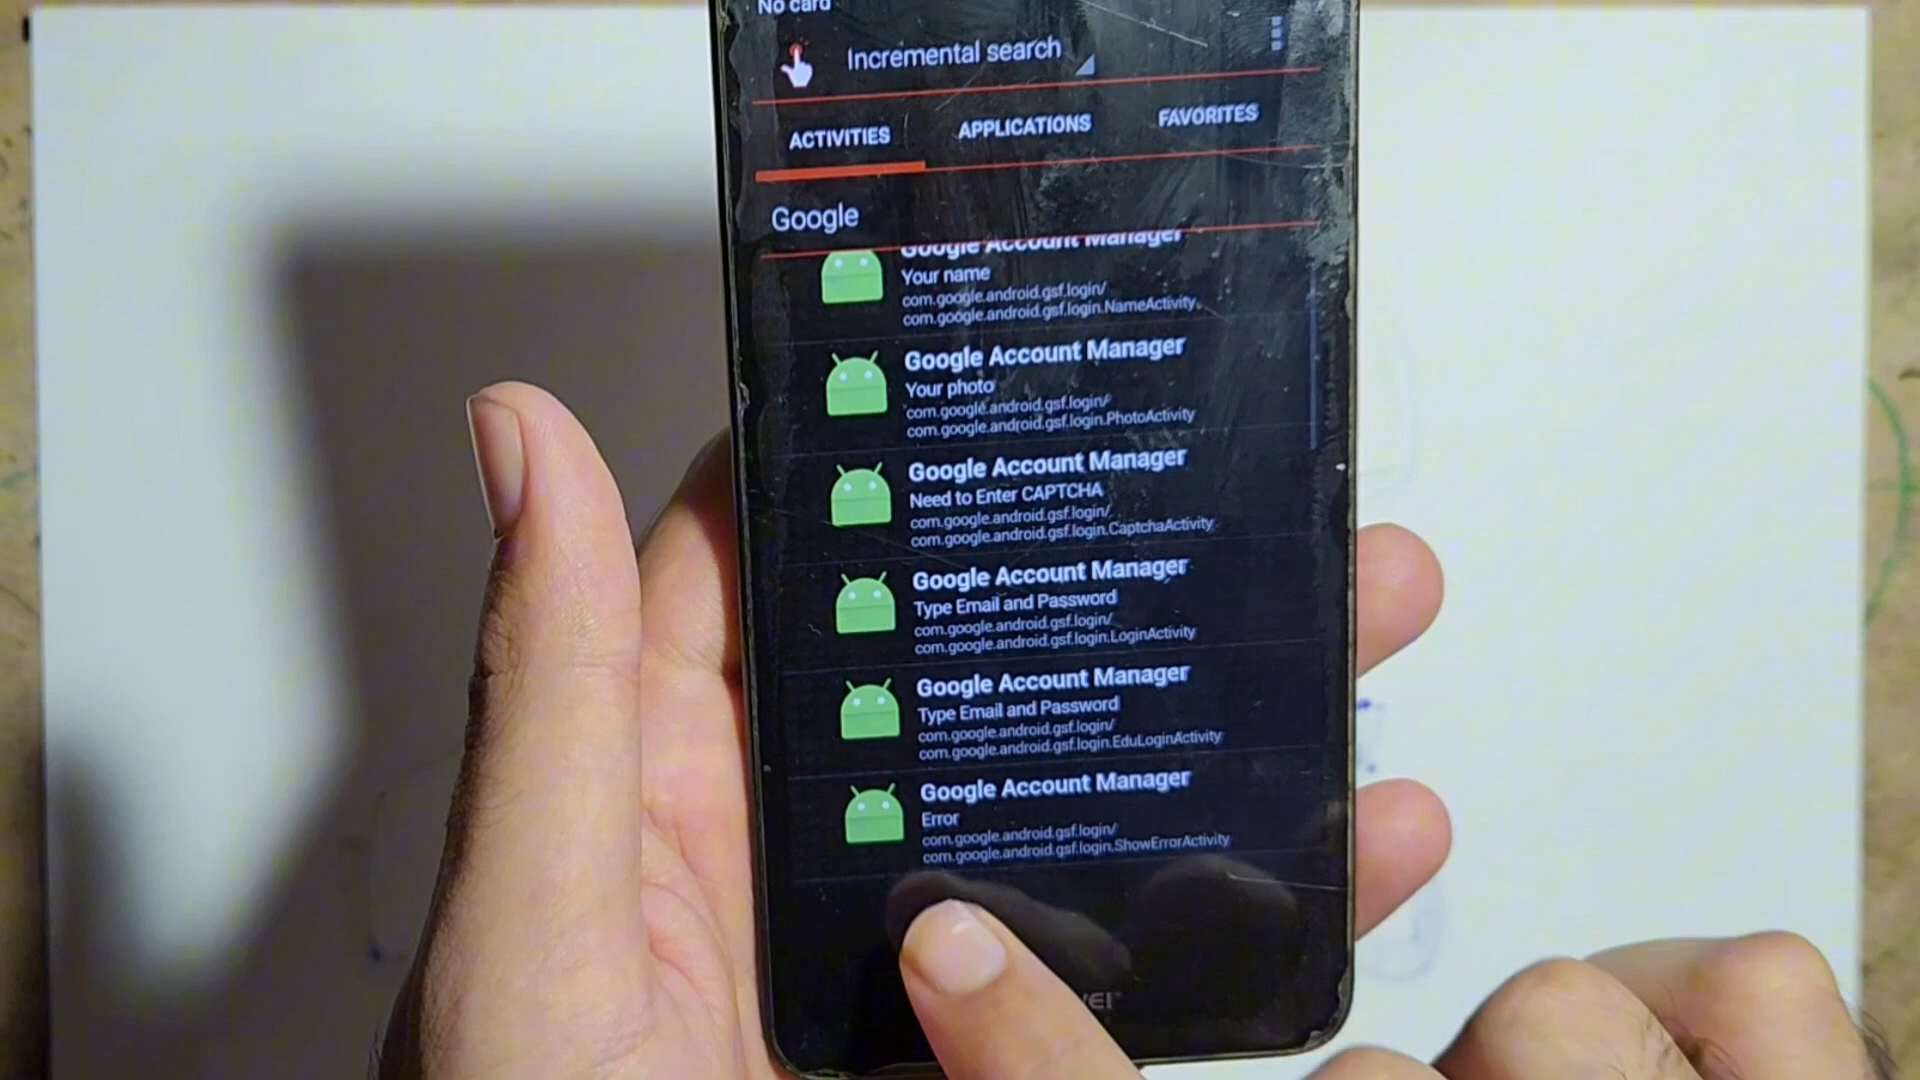 No card
Incremental search
ACTIVITIES APPLICATIONS FAVORITES
Google
Google Account Manager
Your name
com.google.android.gsf.login/
com.google.android.gsf.login.NameActivity
Google Account Manager
Your photo
com.google.android.gsf.login/
com.google.android.gsf.login.PhotoActivity
Google Account Manager
Need to Enter CAPTCHA
com.google.android.gsf.login/
com.google.android.gsf.login.CaptchaActivity
Google Account Manager
Type Email and Password
com.google.android.gsf.login/
com.google.android.gsf.login.LoginActivity
Google Account Manager
Type Email and Password
com.google.android.gsf.login/
com.google.android.gsf.login.EduLoginActivity
Google Account Manager
Error
com.google.android.gsf.login/
com.google.android.gsf.login.ShowErrorActivity